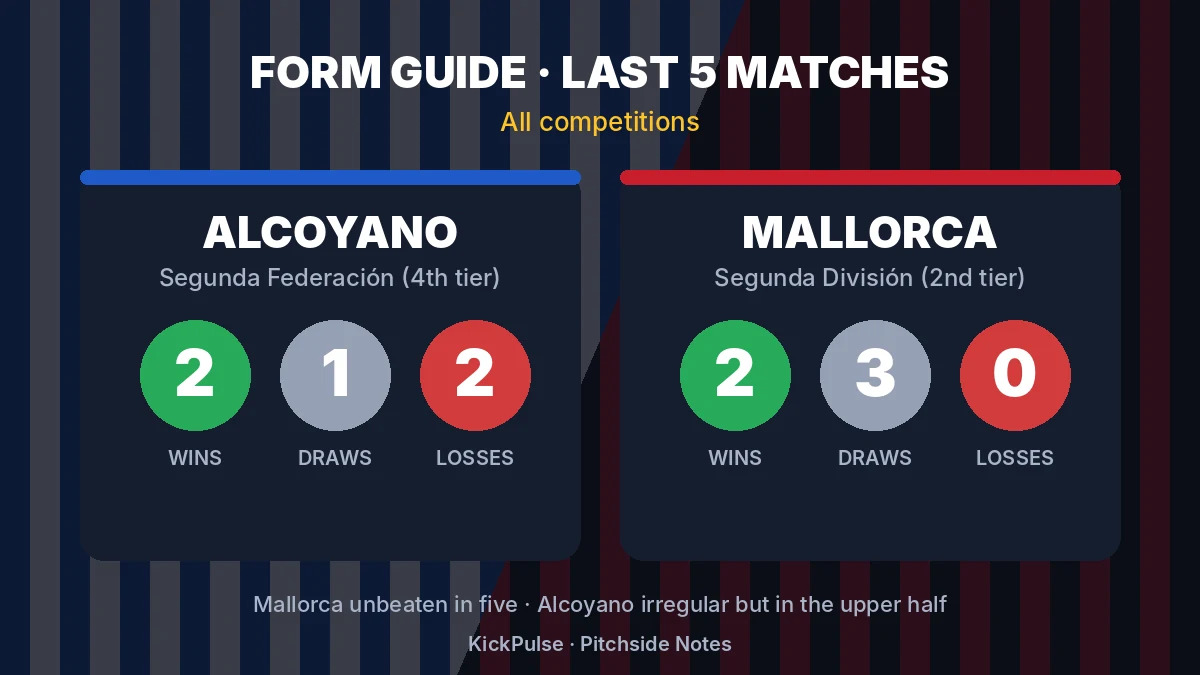 FORM GUIDE · LAST 5 MATCHES
All competitions
ALCOYANO
Segunda Federación (4th tier)
2 1 2
WINS DRAWS LOSSES
MALLORCA
Segunda División (2nd tier)
2 3 0
WINS DRAWS LOSSES
Mallorca unbeaten in five · Alcoyano irregular but in the upper half
KickPulse · Pitchside Notes